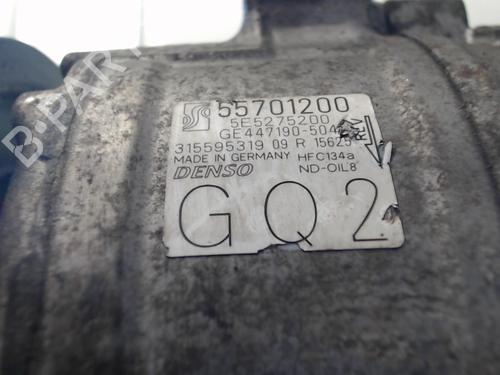 55701200
5E5275200
GE447190-504
315595319 09 R 15625
MADE IN GERMANY HFC134a
DENSO ND-OIL8
GQ2
B-PARTS